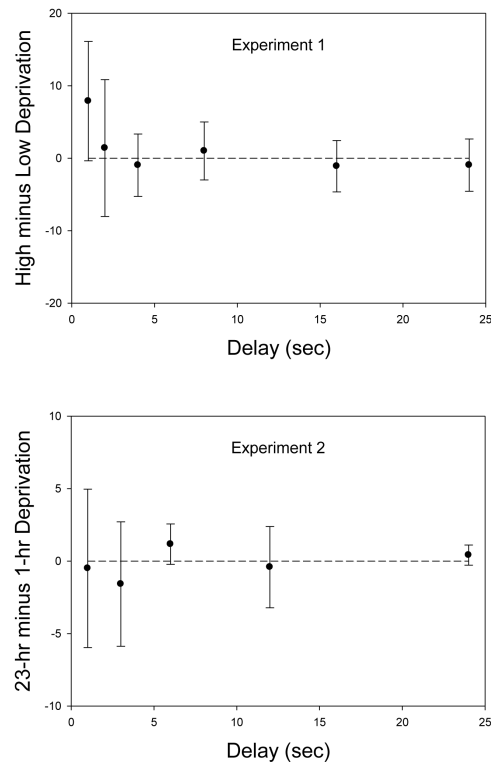 High minus Low Deprivation
Experiment 1
20
10
0
-10
-20
0 5 10 15 20 25
Delay (sec)
23-hr minus 1-hr Deprivation
Experiment 2
10
5
0
-5
-10
0 5 10 15 20 25
Delay (sec)